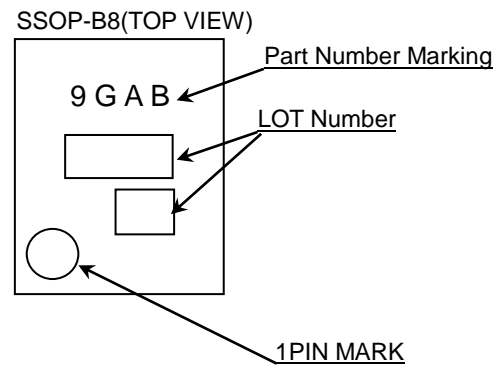 SSOP-B8(TOP VIEW)
Part Number Marking
9 G A B
LOT Number
1PIN MARK